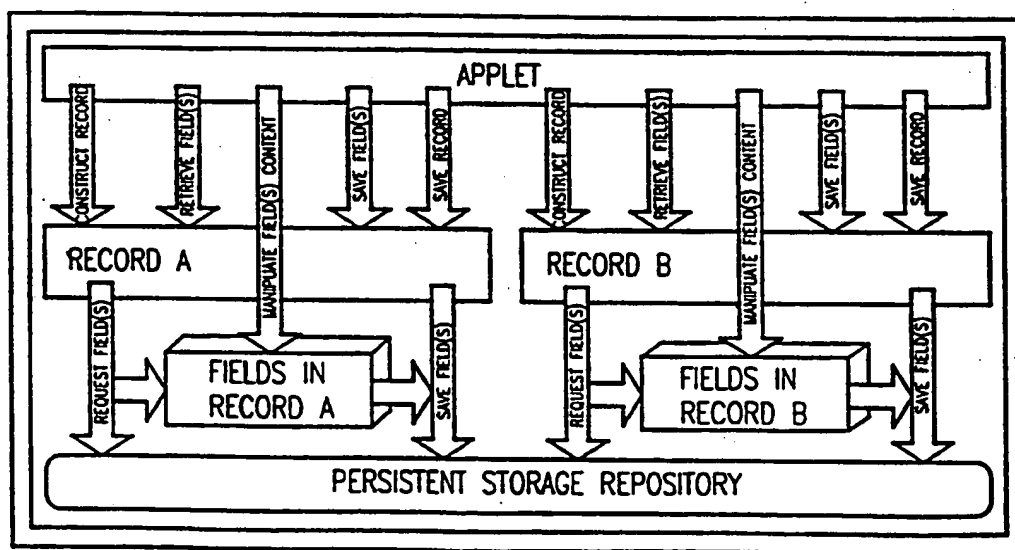 APPLET
CONSTRUCT RECORD
RETRIEVE FIELD(S)
MANIPUATE FIELD(S) CONTENT
SAVE FIELD(S)
SAVE RECORD
CONSTRUCT RECORD
RETRIEVE FIELD(S)
MANIPUATE FIELD(S) CONTENT
SAVE FIELD(S)
SAVE RECORD
RECORD A
RECORD B
REQUEST FIELD(S)
FIELDS IN
RECORD A
SAVE FIELD(S)
REQUEST FIELD(S)
FIELDS IN
RECORD B
SAVE FIELD(S)
PERSISTENT STORAGE REPOSITORY